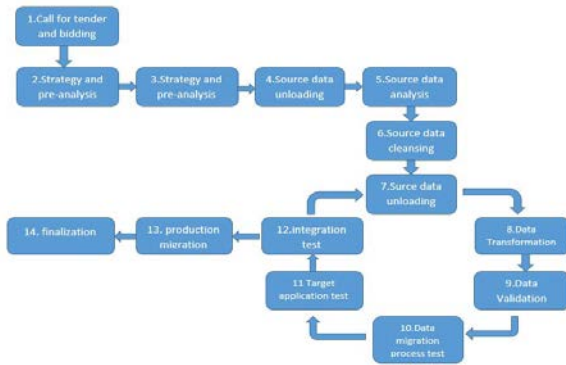 1.Call for tender
and bidding
2.Strategy and
pre-analysis
3.Strategy and
pre-analysis
4.Source data
unloading
5.Source data
analysis
6.Source data
cleansing
7.Surce data
unloading
8.Data
Transformation
9.Data
Validation
10.Data
migration
process test
11 Target
application test
12.integration
test
13. production
migration
14. finalization